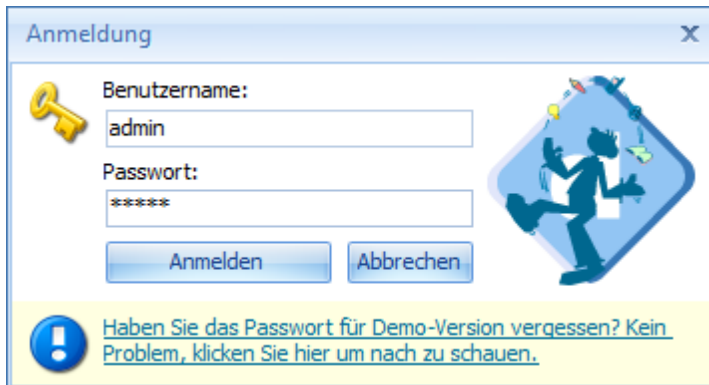 Anmeldung
x
Benutzername:
admin
Passwort:
*****
Anmelden
Abbrechen
Haben Sie das Passwort für Demo-Version vergessen? Kein
Problem, klicken Sie hier um nach zu schauen.